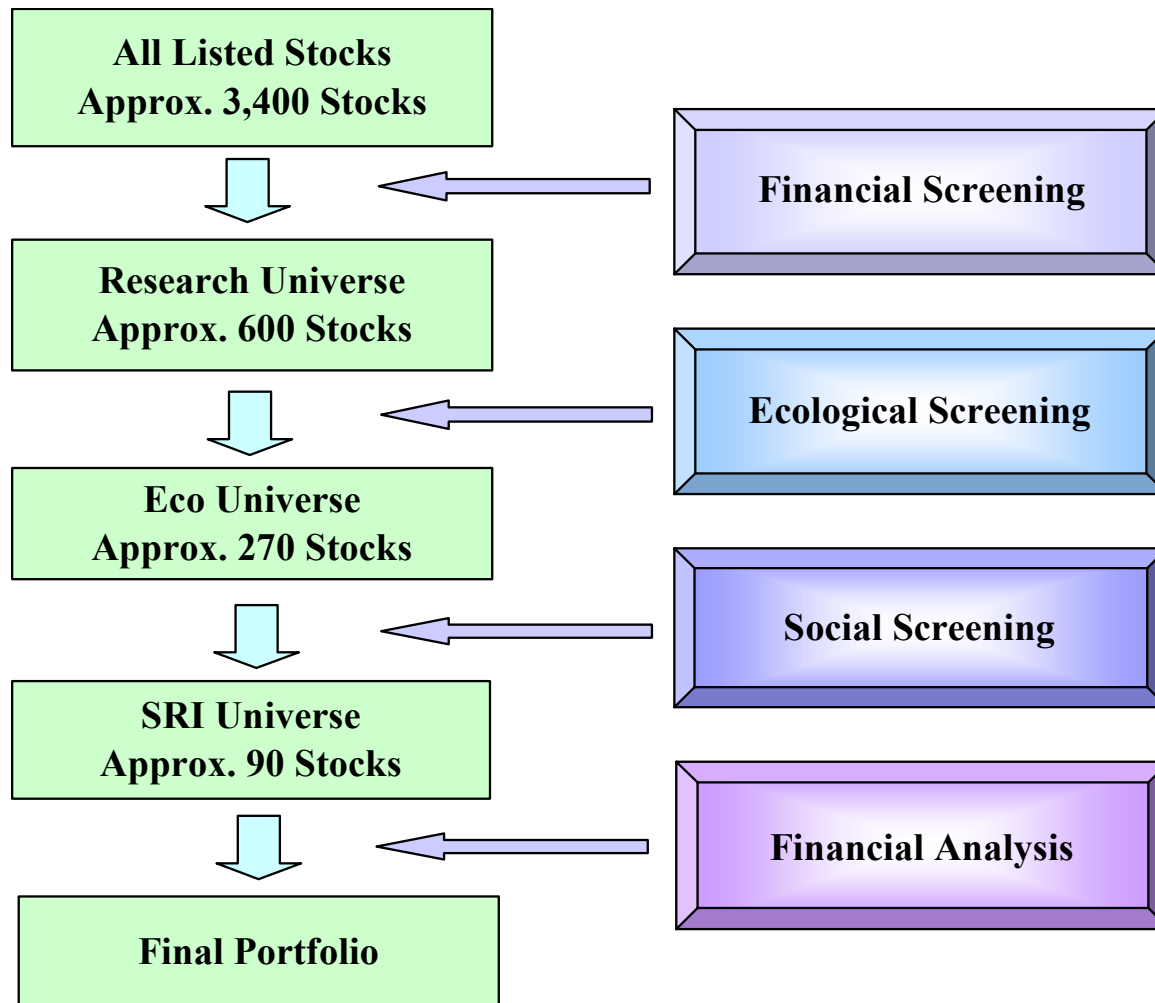 All Listed Stocks
Approx. 3,400 Stocks
Financial Screening
Research Universe
Approx. 600 Stocks
Ecological Screening
Eco Universe
Approx. 270 Stocks
Social Screening
SRI Universe
Approx. 90 Stocks
Financial Analysis
Final Portfolio